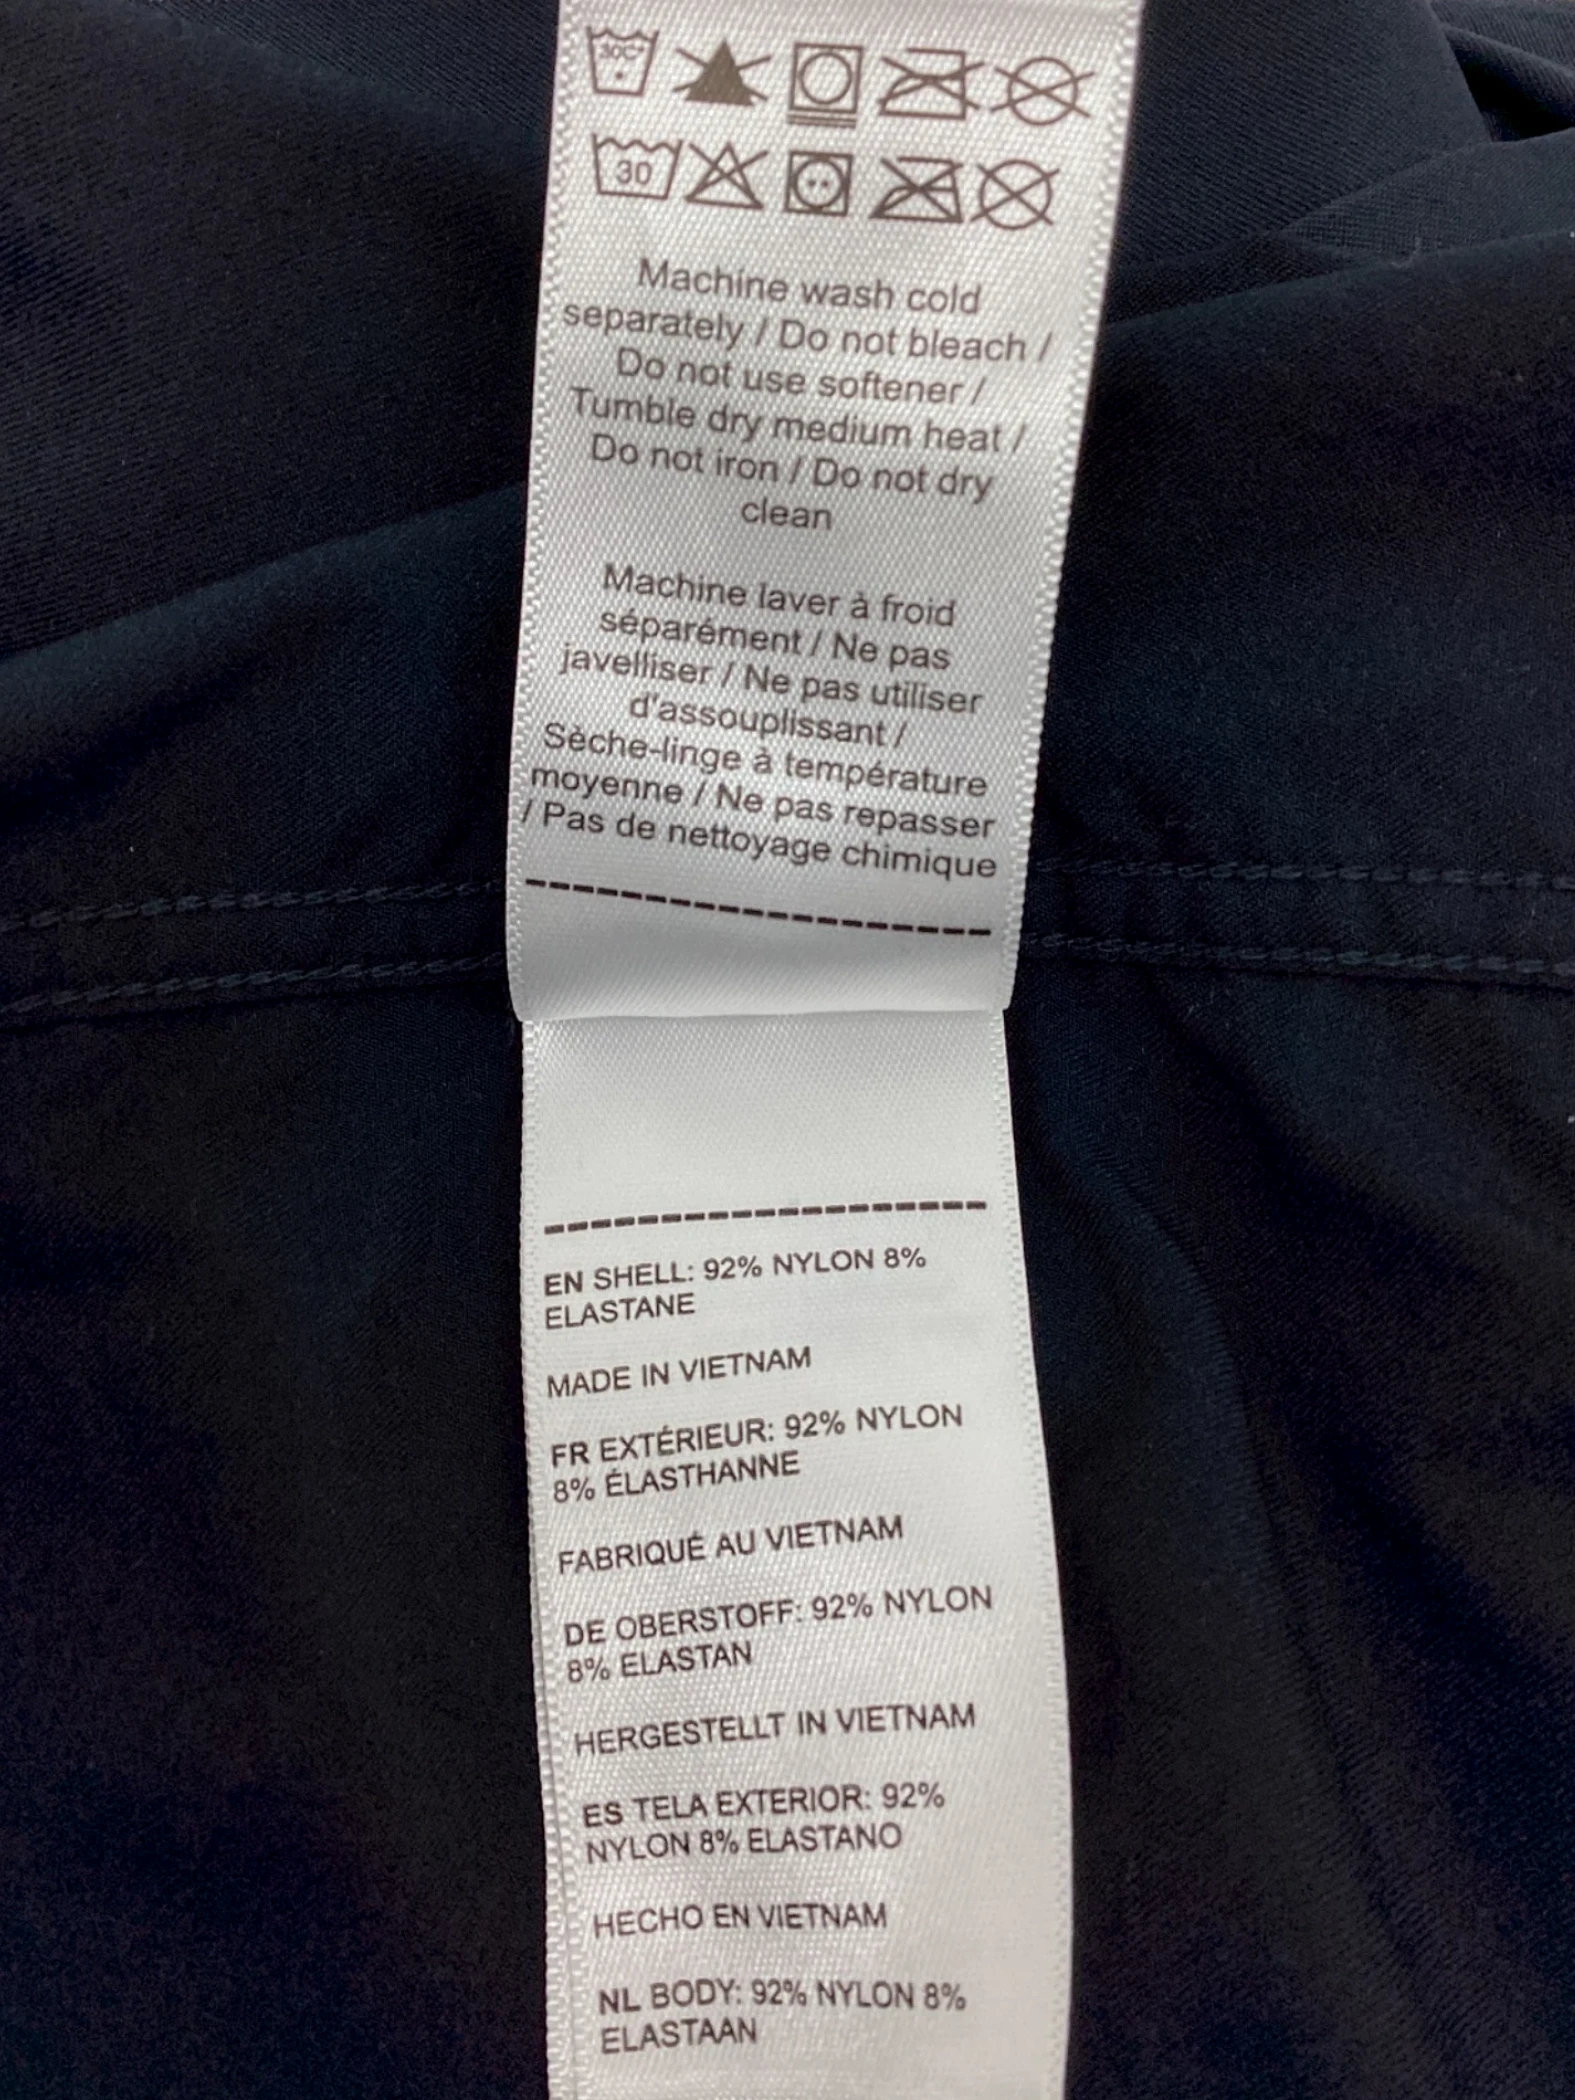 30C°
30
Machine wash cold
separately / Do not bleach /
Do not use softener /
Tumble dry medium heat /
Do not iron / Do not dry
clean
Machine laver à froid
séparément / Ne pas
javelliser / Ne pas utiliser
d'assouplissant /
Sèche-linge à température
moyenne / Ne pas repasser
/ Pas de nettoyage chimique
EN SHELL: 92% NYLON 8%
ELASTANE
MADE IN VIETNAM
FR EXTÉRIEUR: 92% NYLON
8% ÉLASTHANNE
FABRIQUÉ AU VIETNAM
DE OBERSTOFF: 92% NYLON
8% ELASTAN
HERGESTELLT IN VIETNAM
ES TELA EXTERIOR: 92%
NYLON 8% ELASTANO
HECHO EN VIETNAM
NL BODY: 92% NYLON 8%
ELASTAAN